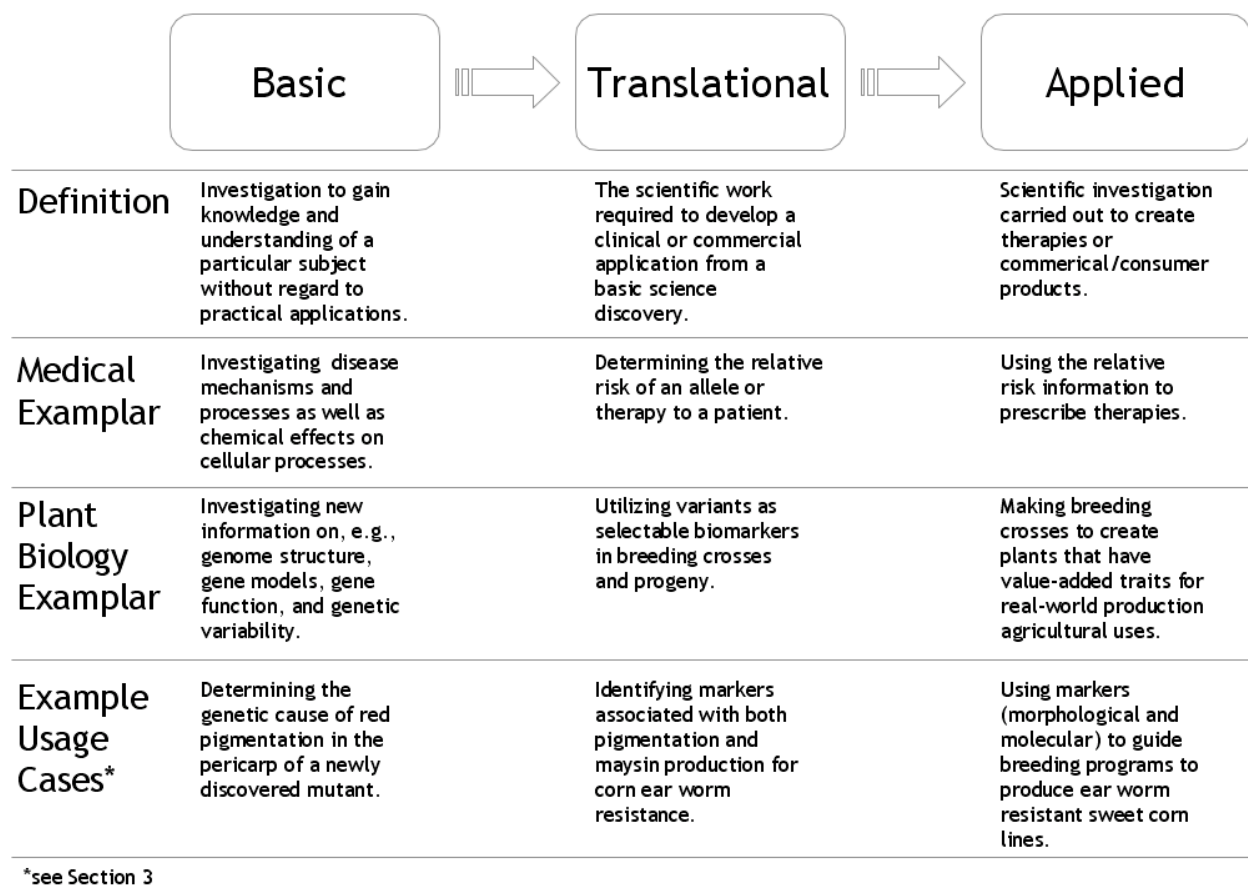 Basic
Translational
Applied
Definition
Investigation to gain
knowledge and
understanding of a
particular subject
without regard to
practical applications.
The scientific work
required to develop a
clinical or commercial
application from a
basic science
discovery.
Scientific investigation
carried out to create
therapies or
commerical/consumer
products.
Medical
Examplar
Investigating disease
mechanisms and
processes as well as
chemical effects on
cellular processes.
Determining the relative
risk of an allele or
therapy to a patient.
Using the relative
risk information to
prescribe therapies.
Plant
Biology
Examplar
Investigating new
information on, e.g.,
genome structure,
gene models, gene
function, and genetic
variability.
Utilizing variants as
selectable biomarkers
in breeding crosses
and progeny.
Making breeding
crosses to create
plants that have
value-added traits for
real-world production
agricultural uses.
Example
Usage
Cases*
Determining the
genetic cause of red
pigmentation in the
pericarp of a newly
discovered mutant.
Identifying markers
associated with both
pigmentation and
maysin production for
corn ear worm
resistance.
Using markers
(morphological and
molecular) to guide
breeding programs to
produce ear worm
resistant sweet corn
lines.
*see Section 3